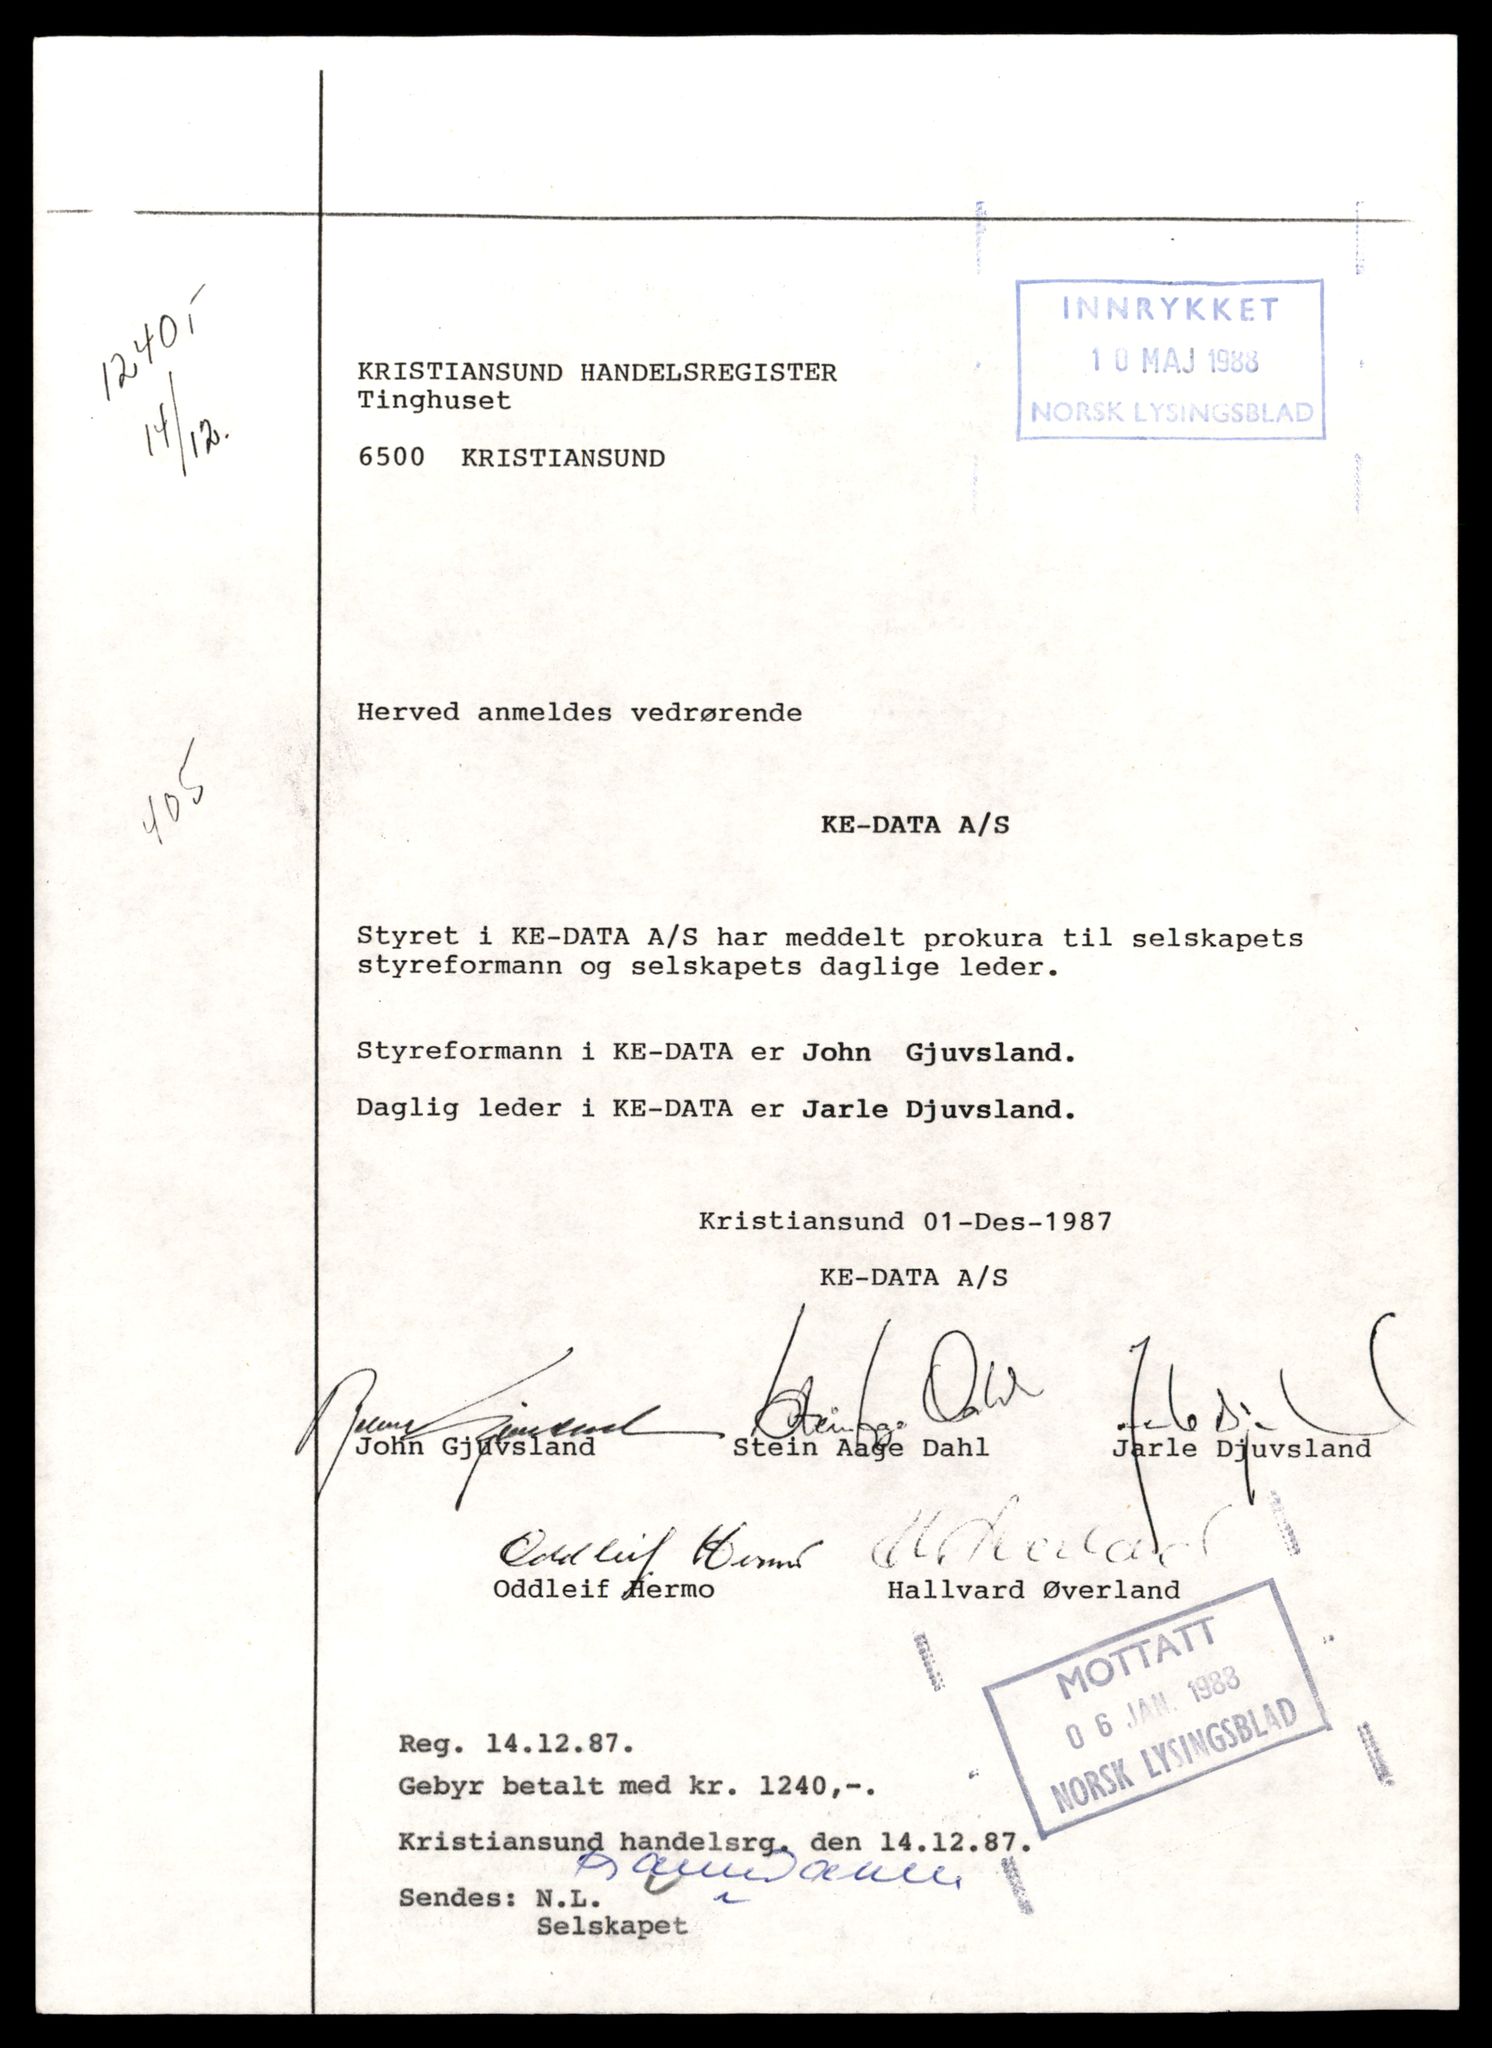 INNRYKKET
10 MAJ 1988
NORSK LYSINGSBLAD
1240,-
14/12.
KRISTIANSUND HANDELSREGISTER
Tinghuset
6500 KRISTIANSUND
Herved anmeldes vedrørende
405
KE-DATA A/S
Styret i KE-DATA A/S har meddelt prokura til selskapets
styreformann og selskapets daglige leder.
Styreformann i KE-DATA er John Gjuvsland.
Daglig leder i KE-DATA er Jarle Djuvsland.
Kristiansund 01-Des-1987
KE-DATA A/S
Stein Aage Dahl
John Gjuvsland Stein Aage Dahl Jarle Djuvsland
Oddleif Hermo
Oddleif Hermo Hallvard Øverland
MOTTATT
06 JAN. 1988
NORSK LYSINGSBLAD
Reg. 14.12.87.
Gebyr betalt med kr. 1240,-.
Kristiansund handelsrg. den 14.12.87.
Sendes: N.L.
Selskapet